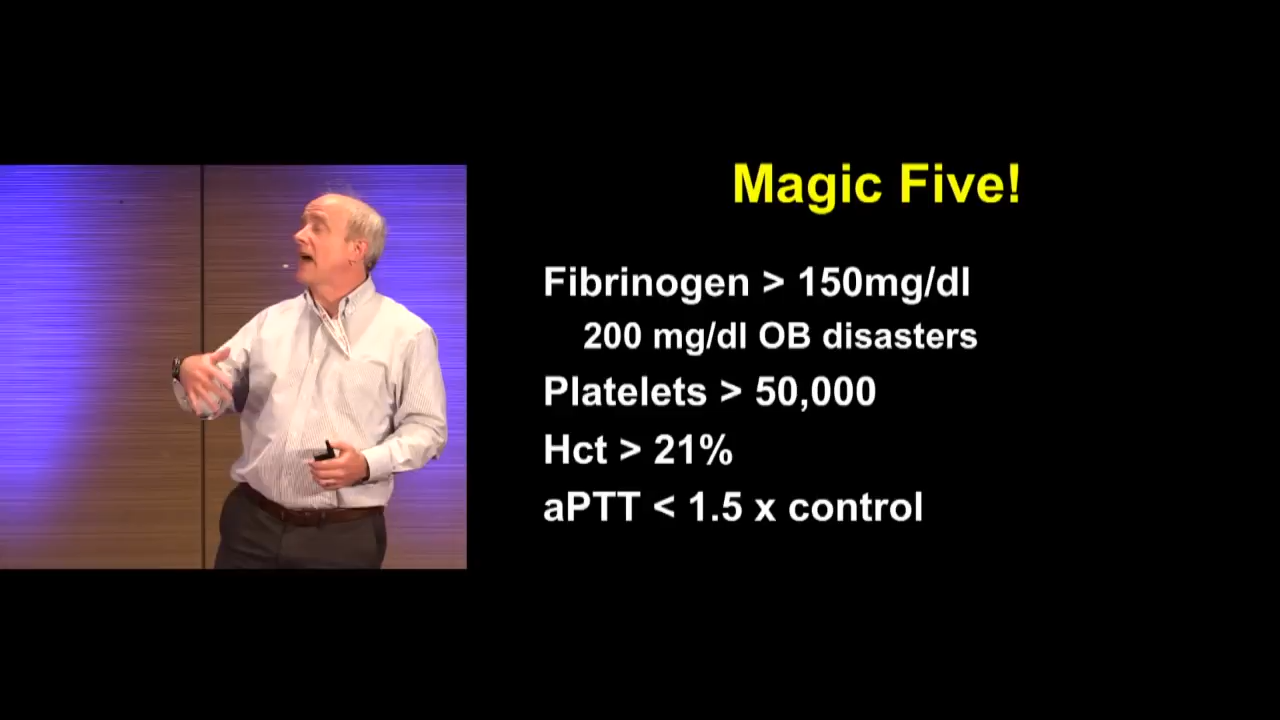 Magic Five!
Fibrinogen > 150mg/dl
200 mg/dl OB disasters
Platelets > 50,000
Hct > 21%
aPTT < 1.5 x control